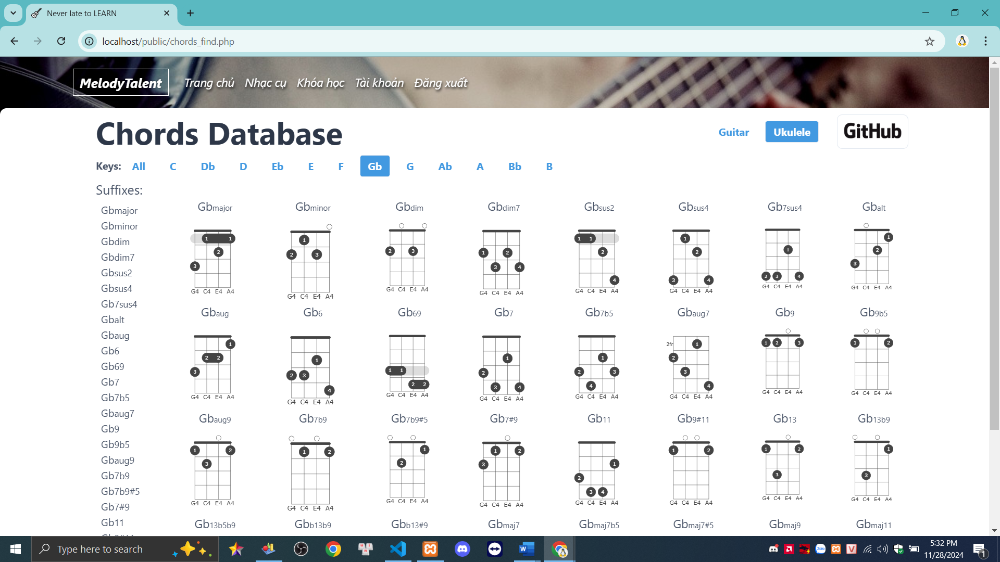 Never late to LEARN
localhost/public/chords_find.php
MelodyTalent Trang chủ Nhạc cụ Khóa học Tài khoản Đăng xuất
Chords Database Guitar Ukulele GitHub
Keys: All C Db D Eb E F Gb G Ab A Bb B
Suffixes:
Gbmajor
Gbminor
Gbdim
Gbdim7
Gbsus2
Gbsus4
Gb7sus4
Gbalt
Gbaug
Gb6
Gb69
Gb7
Gb7b5
Gbaug7
Gb9
Gb9b5
Gbaug9
Gb7b9
Gb7b9#5
Gb7#9
Gb11
Gbmajor Gbminor Gbdim Gbdim7 Gbsus2 Gbsus4 Gb7sus4 Gbalt
1 1 2 3 G4 C4 E4 A4
1 2 3 G4 C4 E4 A4
2 3 G4 C4 E4 A4
1 2 3 4 G4 C4 E4 A4
1 1 2 4 G4 C4 E4 A4
1 2 3 4 G4 C4 E4 A4
1 2 3 4 G4 C4 E4 A4
1 2 3 G4 C4 E4 A4
Gbaug Gb6 Gb69 Gb7 Gb7b5 Gbaug7 Gb9 Gb9b5
1 2 2 3 G4 C4 E4 A4
1 2 3 4 G4 C4 E4 A4
1 1 2 2 G4 C4 E4 A4
1 2 3 4 G4 C4 E4 A4
1 2 3 4 G4 C4 E4 A4
2fr 1 2 3 4 G4 C4 E4 A4
1 2 3 G4 C4 E4 A4
1 2 G4 C4 E4 A4
Gbaug9 Gb7b9 Gb7b9#5 Gb7#9 Gb11 Gb9#11 Gb13 Gb13b9
1 2 3 G4 C4 E4 A4
1 2 G4 C4 E4 A4
1 2 G4 C4 E4 A4
1 2 3 G4 C4 E4 A4
1 2 3 4 G4 C4 E4 A4
1 2 G4 C4 E4 A4
1 2 3 G4 C4 E4 A4
1 3 G4 C4 E4 A4
Gb13b5b9 Gbb13b9 Gbb13#9 Gbmaj7 Gbmaj7b5 Gbmaj7#5 Gbmaj9 Gbmaj11
Type here to search
Zalo
5:32 PM
11/28/2024
1